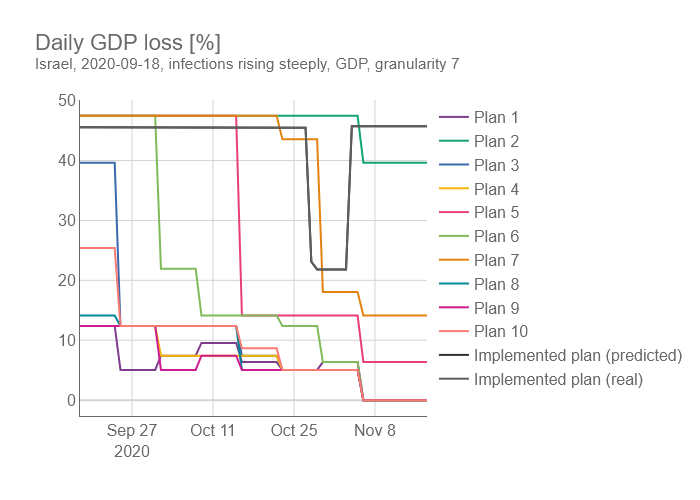 Daily GDP loss [%]
Israel, 2020-09-18, infections rising steeply, GDP, granularity 7
50
40
30
20
10
0
Sep 27
2020
Oct 11
Oct 25
Nov 8
Plan 1
Plan 2
Plan 3
Plan 4
Plan 5
Plan 6
Plan 7
Plan 8
Plan 9
Plan 10
Implemented plan (predicted)
Implemented plan (real)